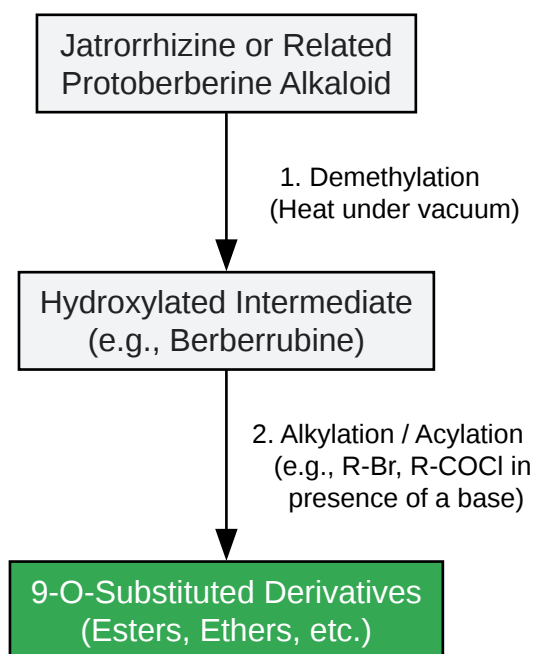 Jatrorrhizine or Related
Protoberberine Alkaloid
1. Demethylation
(Heat under vacuum)
Hydroxylated Intermediate
(e.g., Berberrubine)
2. Alkylation / Acylation
(e.g., R-Br, R-COCl in
presence of a base)
9-O-Substituted Derivatives
(Esters, Ethers, etc.)